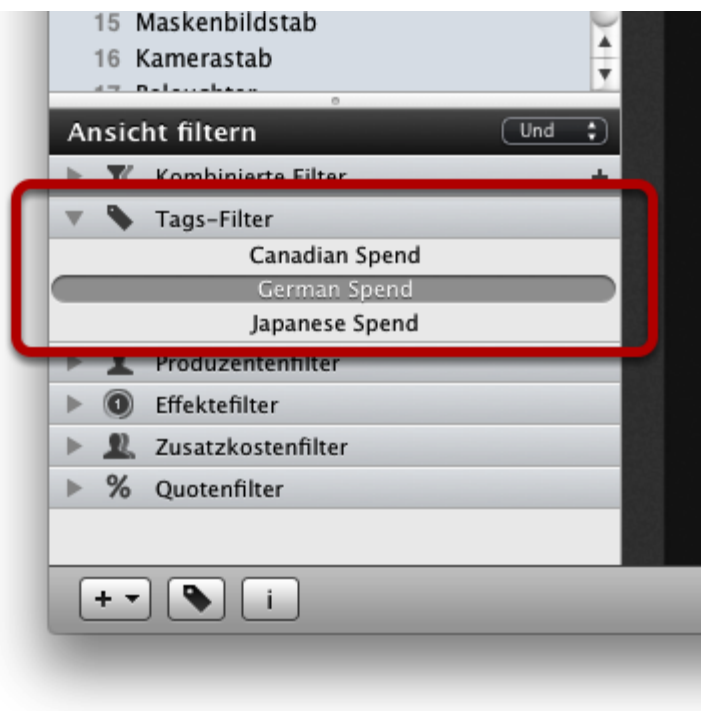 15 Maskenbildstab
16 Kamerastab
Ansicht filtern Und
Kombinierte Filter +
Tags-Filter
Canadian Spend
German Spend
Japanese Spend
Produzentenfilter
1 Effektefilter
Zusatzkostenfilter
% Quotenfilter
+ i